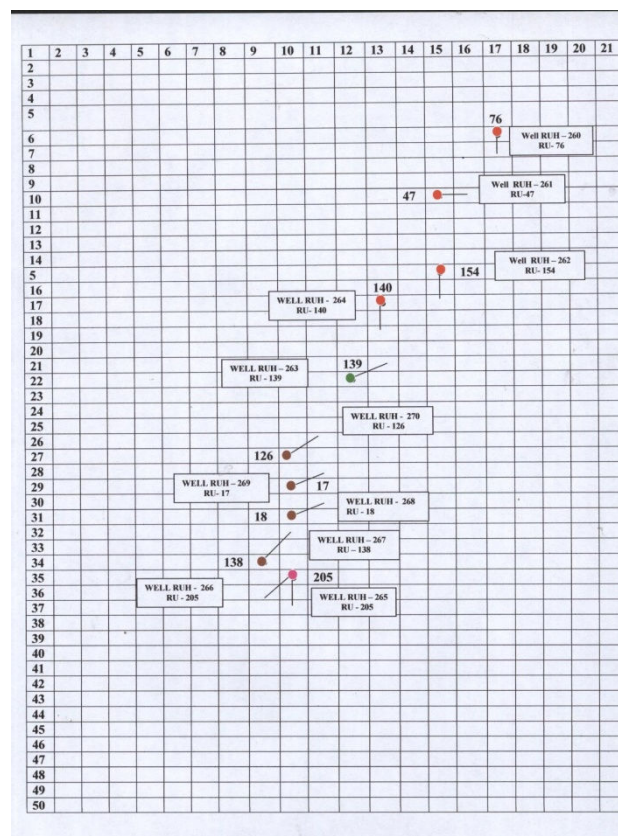 1 2 3 4 5 6 7 8 9 10 11 12 13 14 15 16 17 18 19 20 21
2
3
4
5
76
6
Well RUH – 260
RU- 76
7
8
9
Well RUH – 261
RU-47
10
47
11
12
13
14
Well RUH – 262
RU- 154
5
154
16
140
WELL RUH - 264
RU- 140
17
18
19
20
21
139
WELL RUH – 263
RU - 139
22
23
24
WELL RUH - 270
RU - 126
25
26
27
126
28
WELL RUH – 269
RU- 17
29
17
30
WELL RUH - 268
RU - 18
31
18
32
WELL RUH – 267
RU – 138
33
34
138
35
205
WELL RUH - 266
RU - 205
36
WELL RUH – 265
RU - 205
37
38
39
40
41
42
43
44
45
46
47
48
49
50